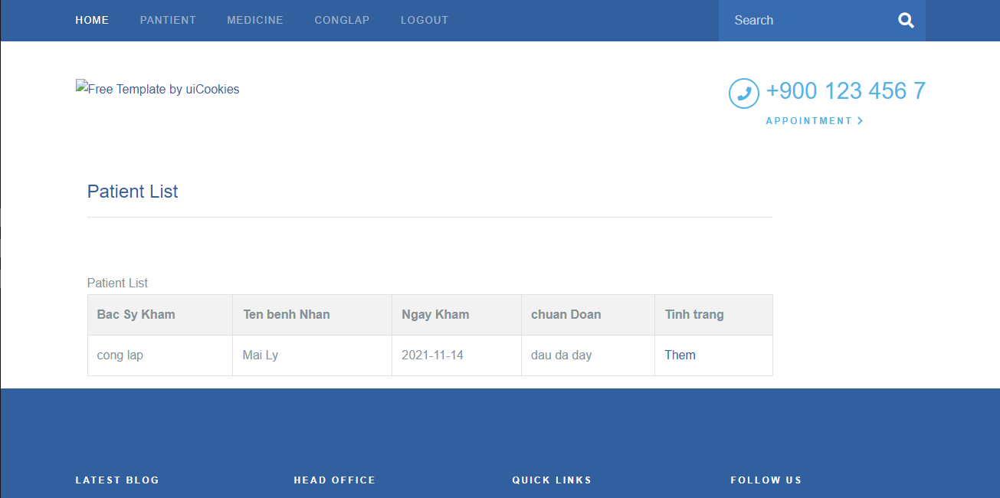 HOME PANTIENT MEDICINE CONGLAP LOGOUT Search
Free Template by uiCookies
+900 123 456 7
APPOINTMENT
Patient List
Patient List
Bac Sy Kham Ten benh Nhan Ngay Kham chuan Doan Tinh trang
cong lap Mai Ly 2021-11-14 dau da day Them
LATEST BLOG HEAD OFFICE QUICK LINKS FOLLOW US